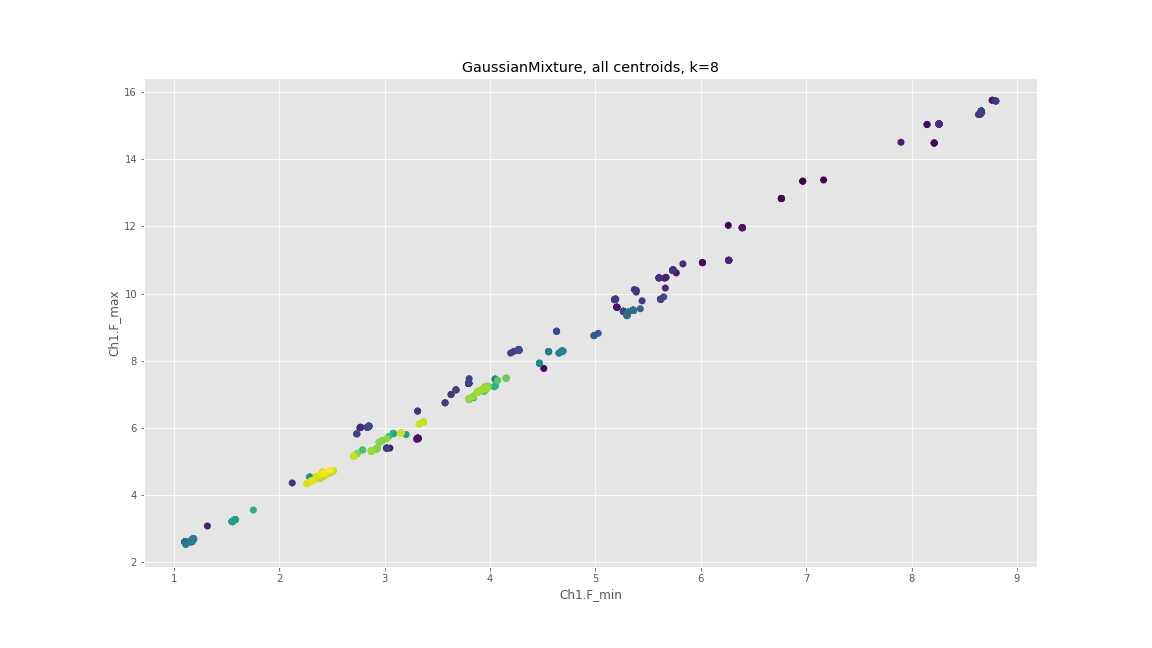 GaussianMixture, all centroids, k=8
16
14
12
10
8
6
4
2
Ch1.F_max
1 2 3 4 5 6 7 8 9
Ch1.F_min